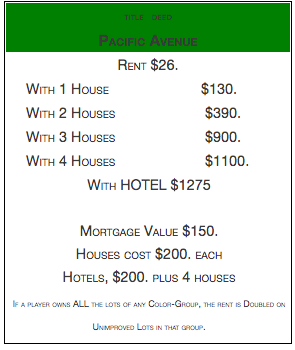 TITLE DEED
PACIFIC AVENUE
RENT $26.
WITH 1 HOUSE $130.
WITH 2 HOUSES $390.
WITH 3 HOUSES $900.
WITH 4 HOUSES $1100.
WITH HOTEL $1275
MORTGAGE VALUE $150.
HOUSES COST $200. EACH
HOTELS, $200. PLUS 4 HOUSES
IF A PLAYER OWNS ALL THE LOTS OF ANY COLOR-GROUP, THE RENT IS DOUBLED ON
UNIMPROVED LOTS IN THAT GROUP.